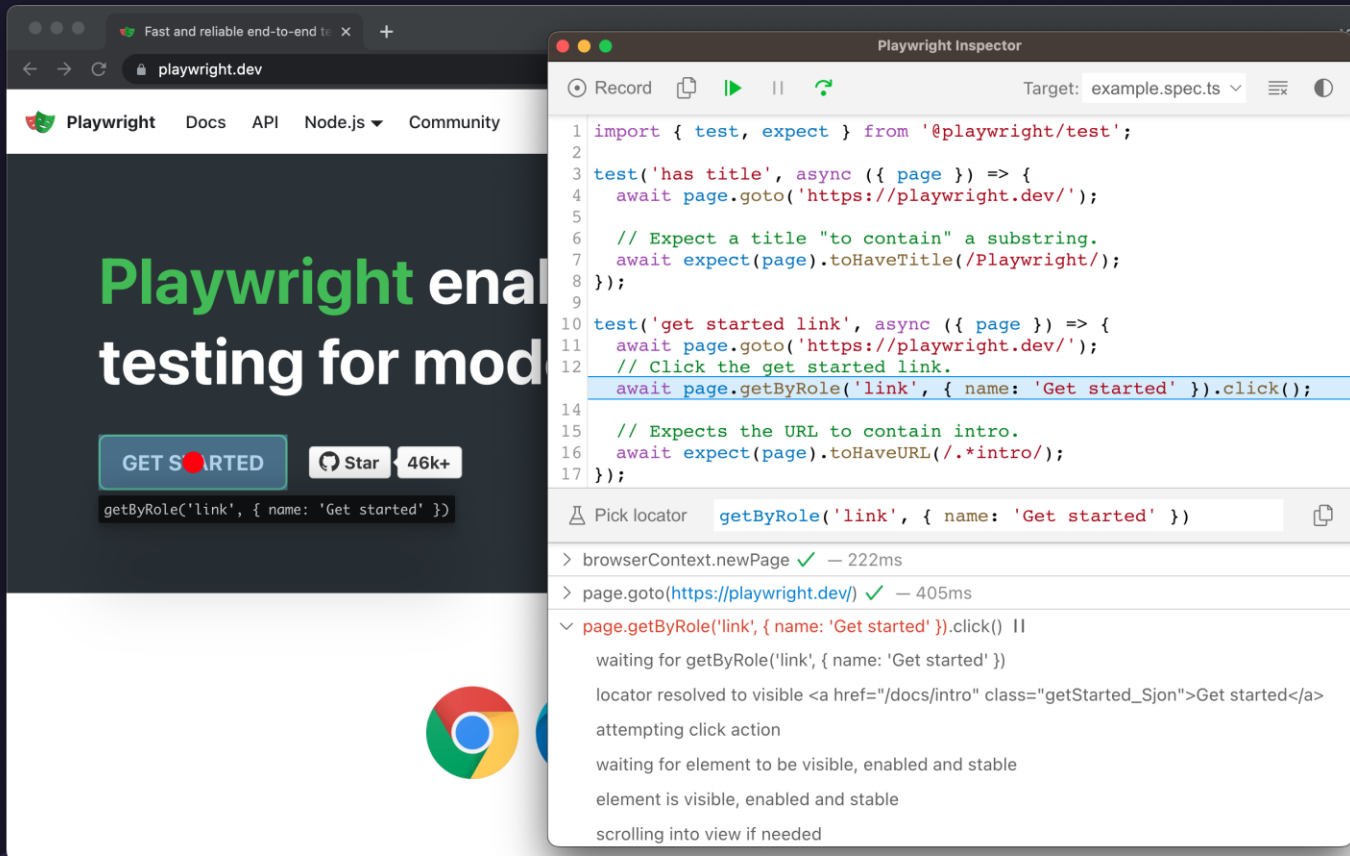 Fast and reliable end-to-end te
playwright.dev
Playwright Docs API Node.js Community
Playwright enab
testing for mod
GET STARTED
Star 46k+
getByRole('link', { name: 'Get started' })
Playwright Inspector
Record Target: example.spec.ts
1 import { test, expect } from '@playwright/test';
2
3 test('has title', async ({ page }) => {
4 await page.goto('https://playwright.dev/');
5
6 // Expect a title "to contain" a substring.
7 await expect(page).toHaveTitle(/Playwright/);
8 });
9
10 test('get started link', async ({ page }) => {
11 await page.goto('https://playwright.dev/');
12 // Click the get started link.
await page.getByRole('link', { name: 'Get started' }).click();
14
15 // Expects the URL to contain intro.
16 await expect(page).toHaveURL(/.*intro/);
17 });
Pick locator getByRole('link', { name: 'Get started' })
browserContext.newPage ✓ — 222ms
page.goto(https://playwright.dev/) ✓ — 405ms
page.getByRole('link', { name: 'Get started' }).click()
waiting for getByRole('link', { name: 'Get started' })
locator resolved to visible <a href="/docs/intro" class="getStarted_Sjon">Get started</a>
attempting click action
waiting for element to be visible, enabled and stable
element is visible, enabled and stable
scrolling into view if needed